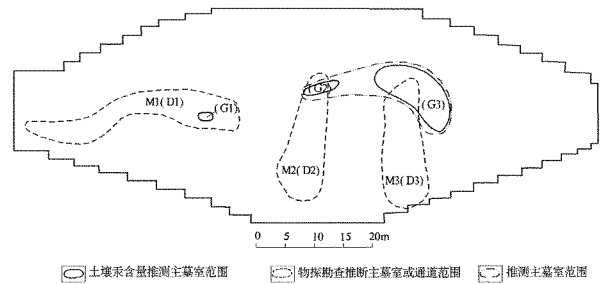 M1(D1)
(G1)
(G2)
(G3)
M2(D2)
M3(D3)
0 5 10 15 20m
土壤汞含量推测主墓室范围 物探勘查推断主墓室或通道范围 推测主墓室范围